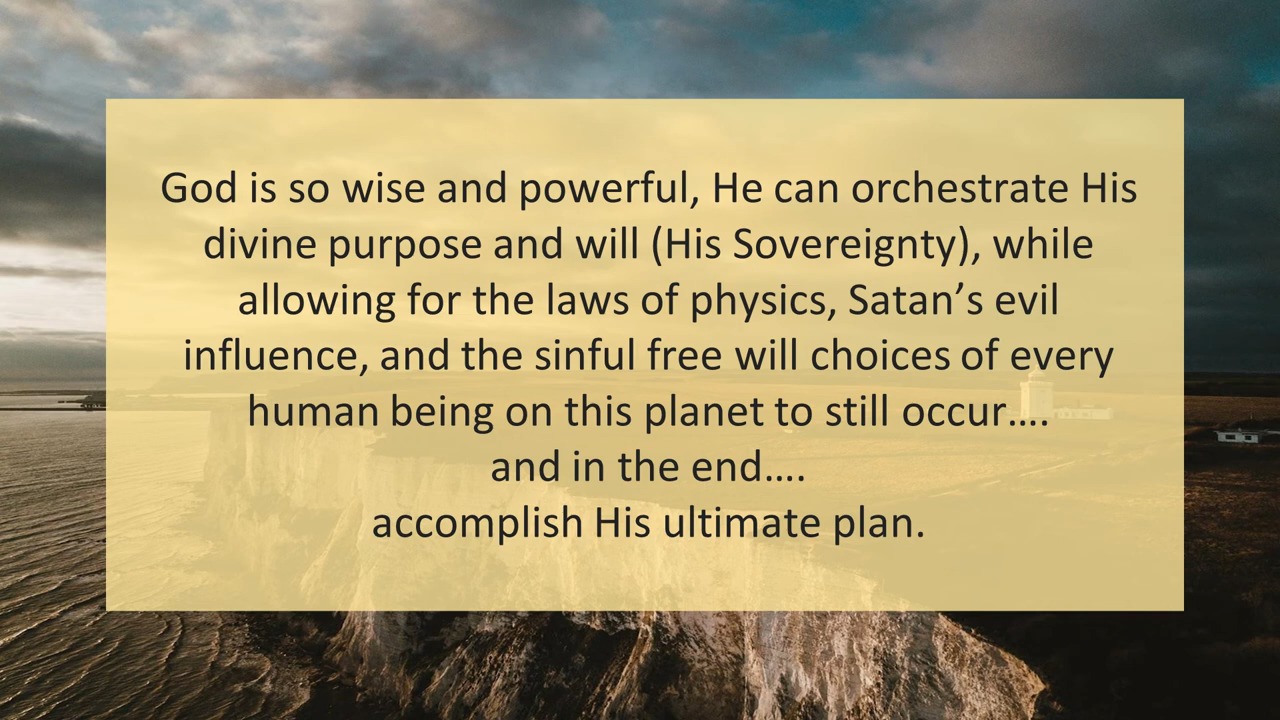 God is so wise and powerful, He can orchestrate His
divine purpose and will (His Sovereignty), while
allowing for the laws of physics, Satan’s evil
influence, and the sinful free will choices of every
human being on this planet to still occur….
and in the end….
accomplish His ultimate plan.